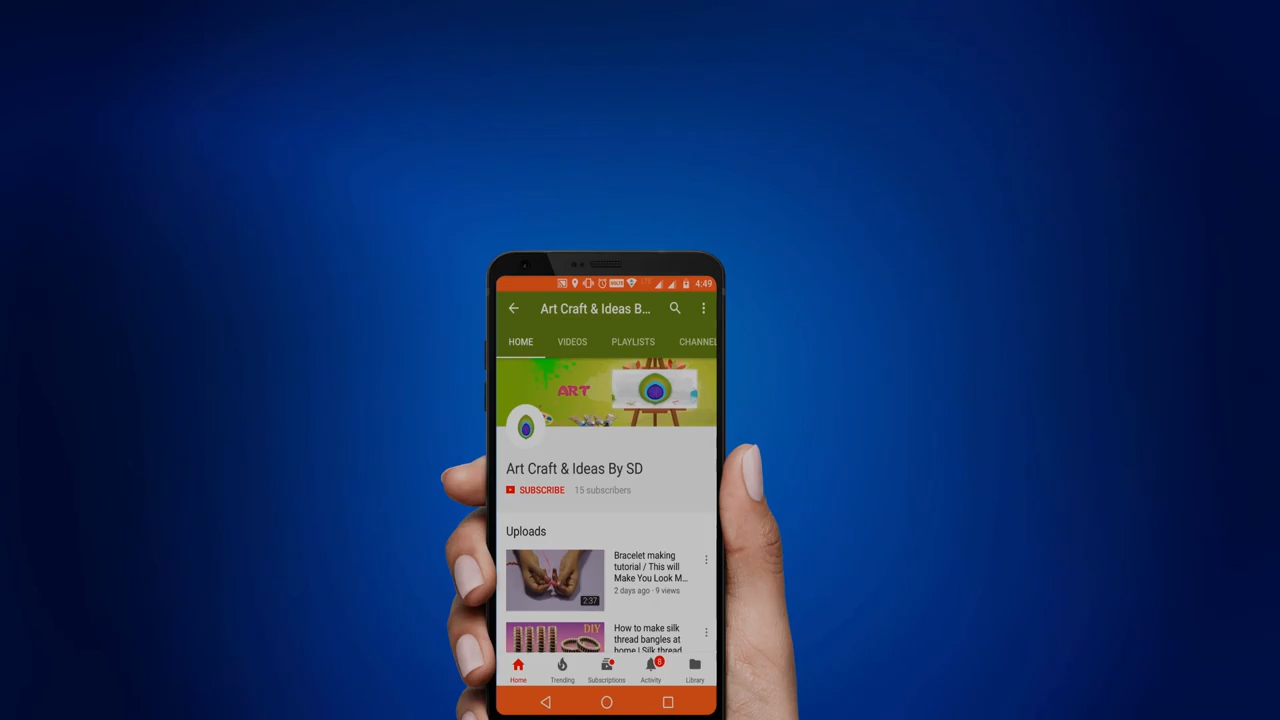 4:49
Art Craft & Ideas B...
HOME VIDEOS PLAYLISTS CHANNEL
ART
Art Craft & Ideas By SD
SUBSCRIBE 15 subscribers
Uploads
Bracelet making
tutorial / This will
Make You Look M...
2 days ago · 9 views
2:37
DIY
How to make silk
thread bangles at
home | Silk thread
8
Home Trending Subscriptions Activity Library